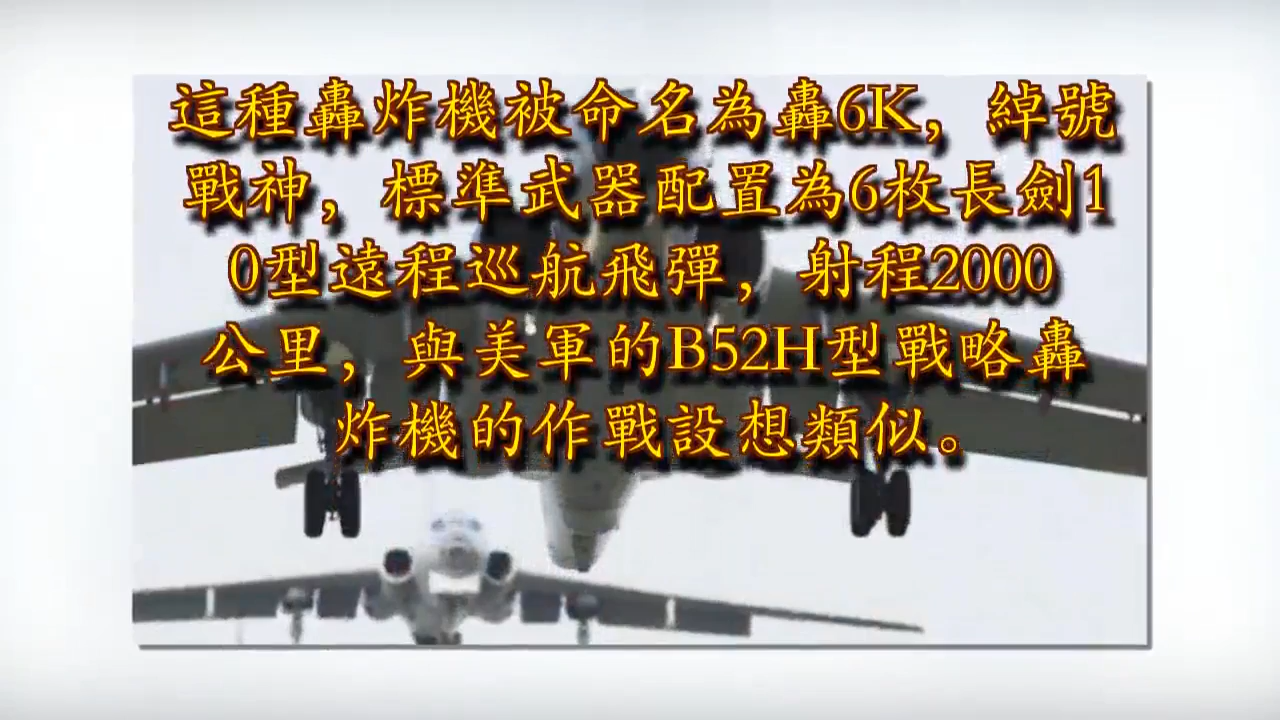 這種轟炸機被命名為轟6K，綽號
戰神，標準武器配置為6枚長劍1
0型遠程巡航飛彈，射程2000
公里，與美軍的B52H型戰略轟
炸機的作戰設想類似。